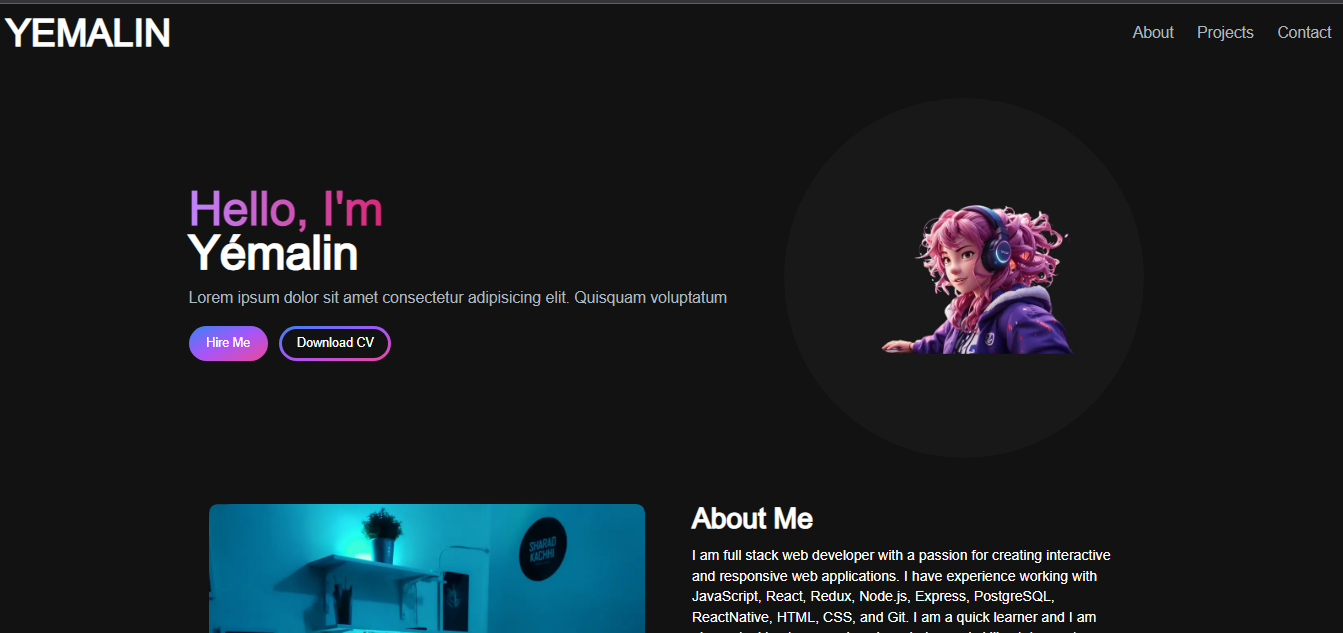 YEMALIN
About Projects Contact
Hello, I'm
Yémalin
Lorem ipsum dolor sit amet consectetur adipisicing elit. Quisquam voluptatum
Hire Me Download CV
SHARAD
KACHHI
About Me
I am full stack web developer with a passion for creating interactive
and responsive web applications. I have experience working with
JavaScript, React, Redux, Node.js, Express, PostgreSQL,
ReactNative, HTML, CSS, and Git. I am a quick learner and I am